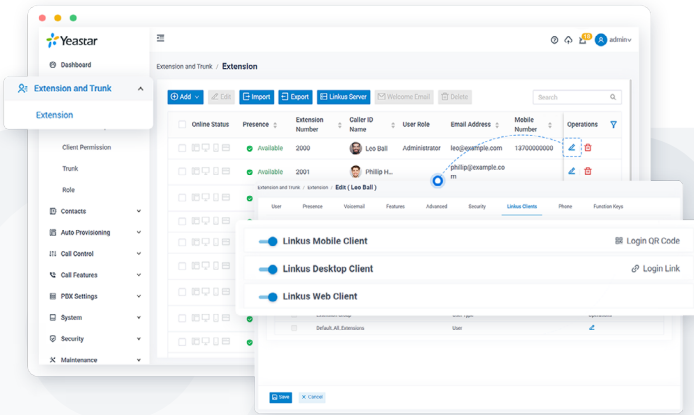 Yeastar
10
admin
Dashboard
Extension and Trunk / Extension
Extension and Trunk
Extension
Add Edit Import Export Linkus Server Welcome Email Delete Search
Online Status Presence Extension Number Caller ID Name User Role Email Address Mobile Number Operations
Available 2000 Leo Ball Administrator leo@example.com 13700000000
Available 2001 Philip H... philip@example.co
m
Client Permission
Trunk
Role
Contacts
Auto Provisioning
Call Control
Call Features
PBX Settings
System
Security
Maintenance
Extension and Trunk / Extension / Edit ( Leo Ball )
User Presence Voicemail Features Advanced Security Linkus Clients Phone Function Keys
Linkus Mobile Client Login QR Code
Linkus Desktop Client Login Link
Linkus Web Client
Default_All_Extensions User
Save Cancel